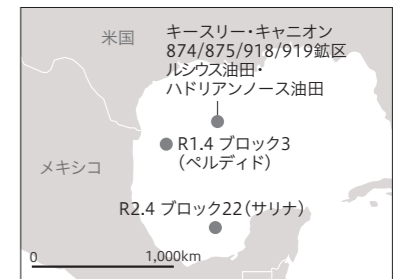 米国
キースリー・キャニオン
874/875/918/919鉱区
ルシウス油田・
ハドリアンノース油田
R1.4 ブロック3
(ペルディド)
メキシコ
R2.4 ブロック22(サリナ)
0 1,000km